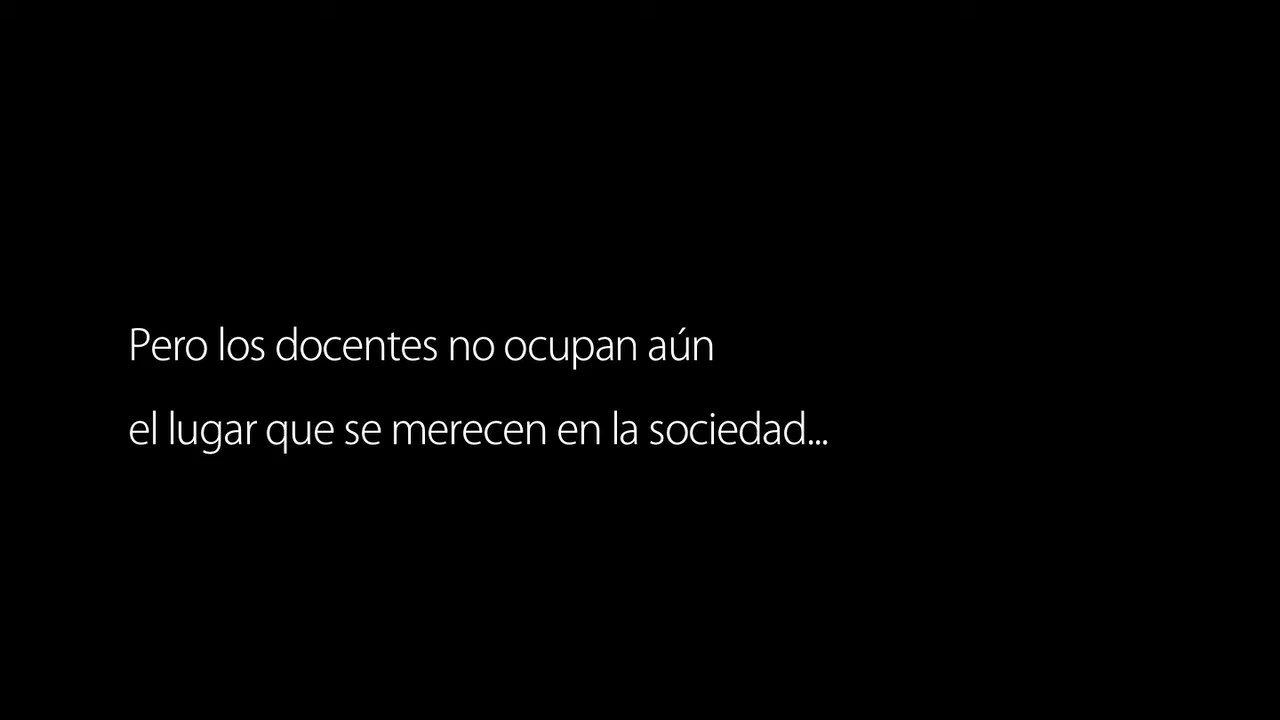 Pero los docentes no ocupan aún
el lugar que se merecen en la sociedad...